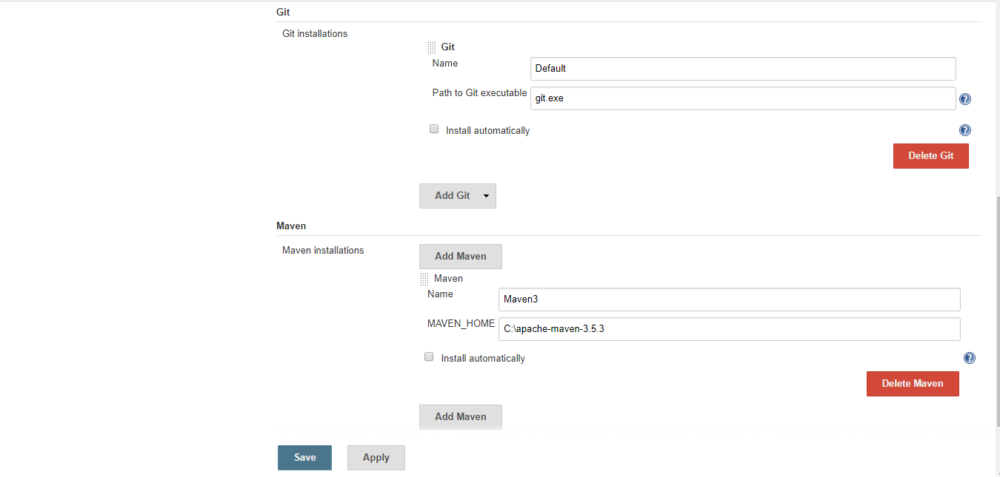 Git
Git installations
Git
Name
Default
Path to Git executable
git.exe
?
Install automatically
?
Delete Git
Add Git
Maven
Maven installations
Add Maven
Maven
Name
Maven3
MAVEN_HOME
C:\apache-maven-3.5.3
Install automatically
?
Delete Maven
Add Maven
Save
Apply